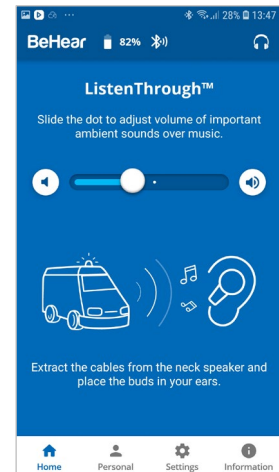 28% 13:47
BeHear 82%
ListenThrough™
Slide the dot to adjust volume of important
ambient sounds over music.
Extract the cables from the neck speaker and
place the buds in your ears.
Home Personal Settings Information